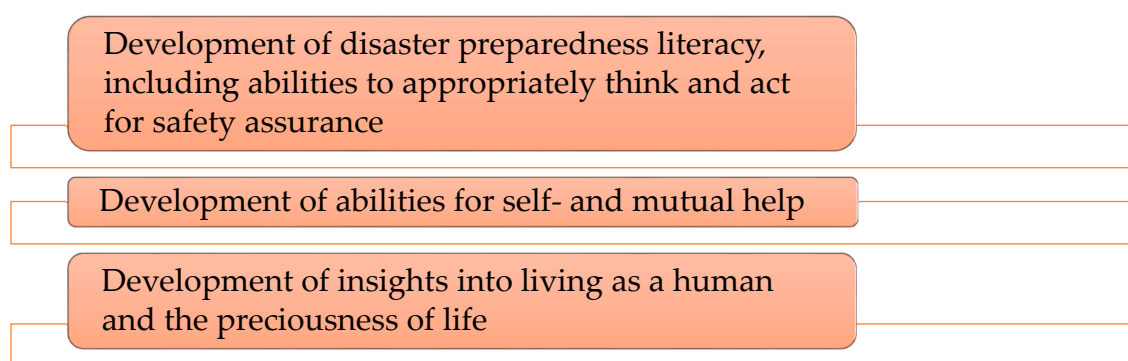 Development of disaster preparedness literacy,
including abilities to appropriately think and act
for safety assurance
Development of abilities for self- and mutual help
Development of insights into living as a human
and the preciousness of life